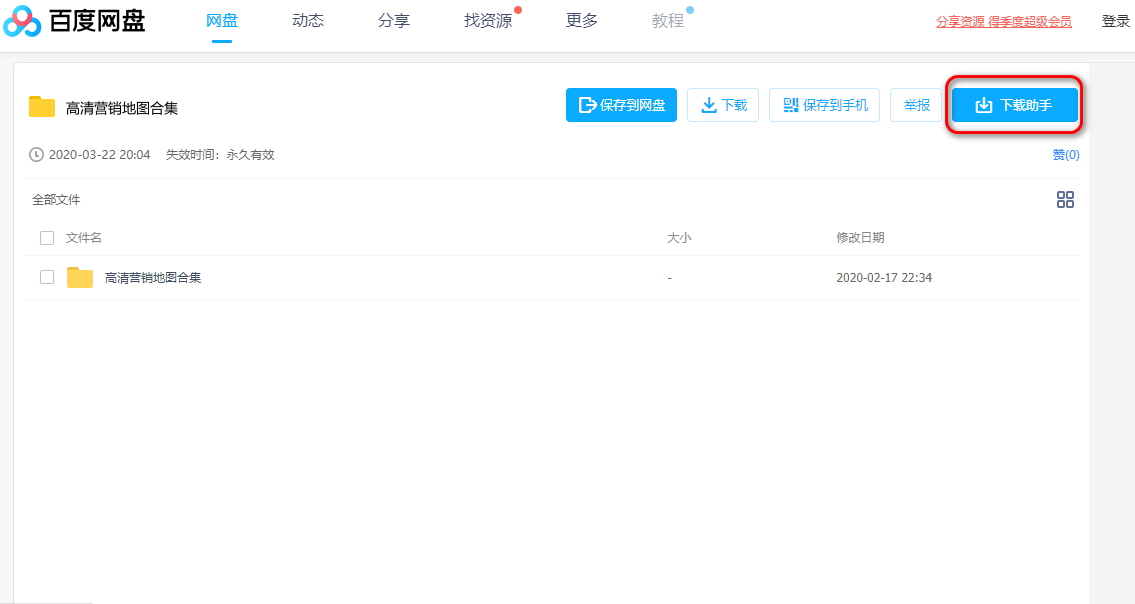 百度网盘 网盘 动态 分享 找资源 更多 教程 分享资源 得季度超级会员 登录
高清营销地图合集 保存到网盘 下载 保存到手机 举报 下载助手
2020-03-22 20:04 失效时间：永久有效 赞(0)
全部文件
文件名 大小 修改日期
高清营销地图合集 - 2020-02-17 22:34